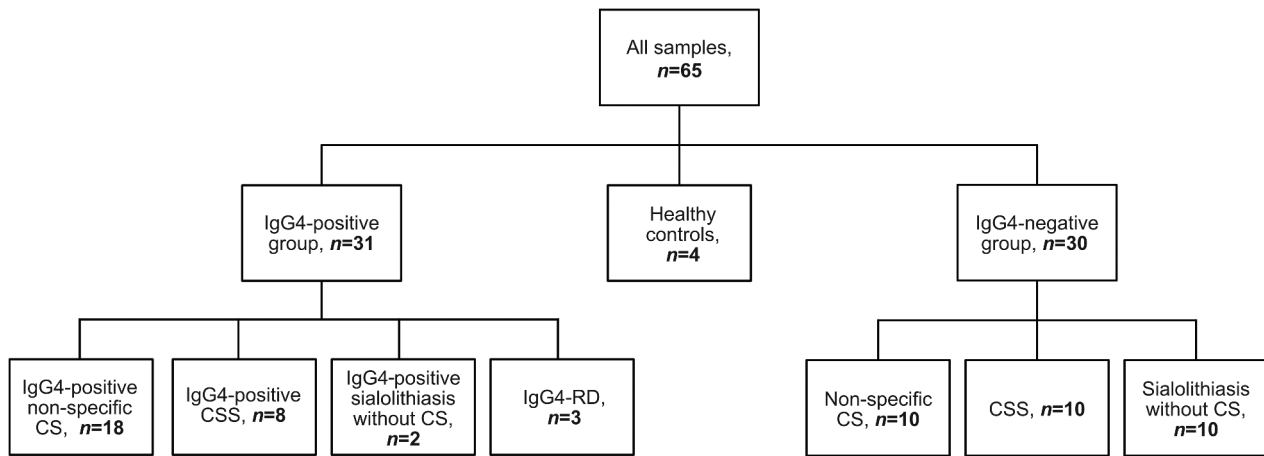 All samples,
n=65
IgG4-positive
group, n=31
Healthy
controls,
n=4
IgG4-negative
group, n=30
IgG4-positive
non-specific
CS, n=18
IgG4-positive
CSS, n=8
IgG4-positive
sialolithiasis
without CS,
n=2
IgG4-RD,
n=3
Non-specific
CS, n=10
CSS, n=10
Sialolithiasis
without CS,
n=10